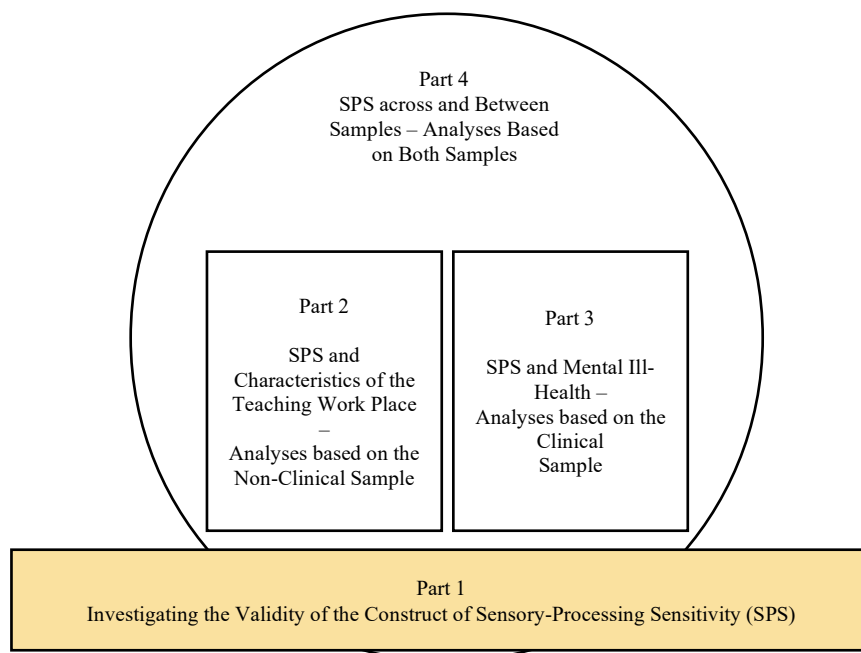 Part 4
SPS across and Between
Samples – Analyses Based
on Both Samples
Part 2
SPS and
Characteristics of the
Teaching Work Place
–
Analyses based on the
Non-Clinical Sample
Part 3
SPS and Mental Ill-
Health –
Analyses based on the
Clinical
Sample
Part 1
Investigating the Validity of the Construct of Sensory-Processing Sensitivity (SPS)